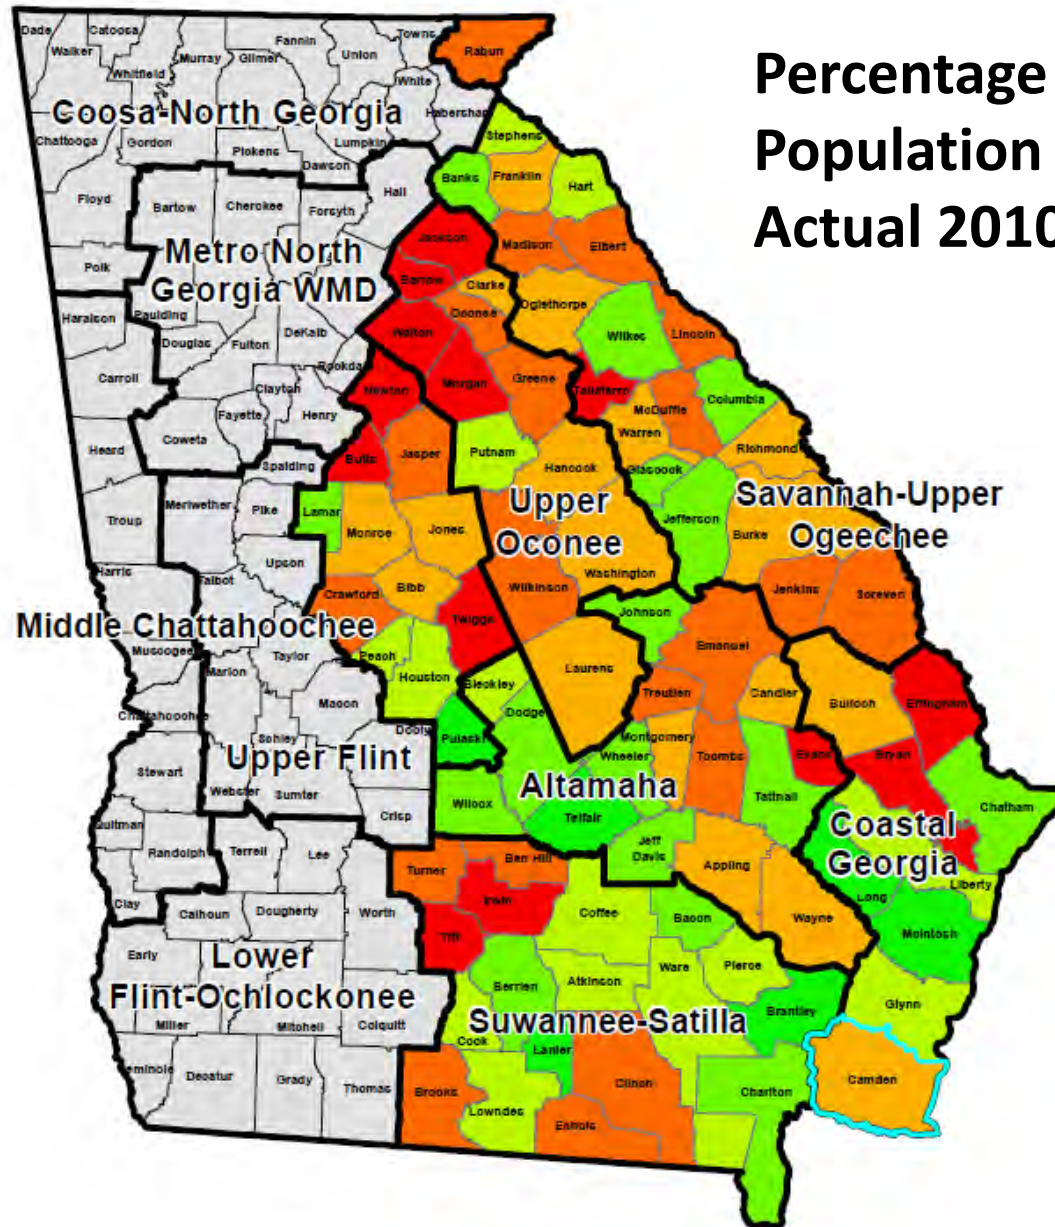 Percentage
Population
Actual 2010
Dade
Catoosa
Walker
Whitfield
Murray
Fannin
Gilmer
Union
Towns
White
Rabun
Habersham
Coosa-North Georgia
Chattooga
Gordon
Pickens
Lumpkin
Dawson
Stephens
Banks
Franklin
Hart
Floyd
Bartow
Cherokee
Forsyth
Hall
Jackson
Madison
Elbert
Metro North
Georgia WMD
Polk
Barrow
Clarke
Oconee
Oglethorpe
Haralson
Paulding
Douglas
Fulton
DeKalb
Rockda
Walton
Wilkes
Lincoln
Carroll
Clayton
Newton
Morgan
Greene
Taliaferro
McDuffie
Columbia
Fayette
Henry
Coweta
Warren
Richmond
Heard
Spalding
Butts
Jasper
Putnam
Hancock
Glascock
Upper
Oconee
Savannah-Upper
Ogeechee
Troup
Meriwether
Pike
Lamar
Monroe
Jones
Jefferson
Burke
Upson
Washington
Harris
Talbot
Crawford
Bibb
Wilkinson
Jenkins
Screven
Middle Chattahoochee
Twiggs
Johnson
Emanuel
Muscogee
Taylor
Peach
Houston
Marion
Macon
Bleckley
Laurens
Treutlen
Candler
Bulloch
Effingham
Chattahoochee
Schley
Dooly
Pulaski
Dodge
Wheeler
Montgomery
Toombs
Evans
Bryan
Upper Flint
Stewart
Webster
Sumter
Crisp
Wilcox
Altamaha
Telfair
Tattnall
Chatham
Quitman
Randolph
Terrell
Lee
Turner
Ben Hill
Jeff
Davis
Appling
Coastal
Georgia
Liberty
Long
Clay
Calhoun
Dougherty
Worth
Irwin
Tift
Coffee
Bacon
Wayne
McIntosh
Early
Lower
Flint-Ochlockonee
Berrien
Atkinson
Ware
Pierce
Brantley
Glynn
Miller
Mitchell
Colquitt
Suwannee-Satilla
Cook
Lanier
eminole
Decatur
Grady
Thomas
Brooks
Lowndes
Clinch
Echols
Charlton
Camden